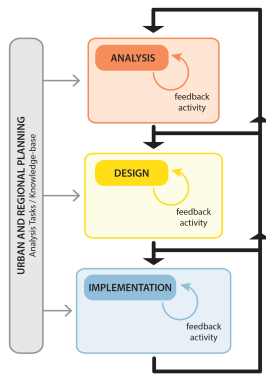 URBAN AND REGIONAL PLANNING
Analysis Tasks / Knowledge-base
ANALYSIS
feedback
activity
DESIGN
feedback
activity
IMPLEMENTATION
feedback
activity